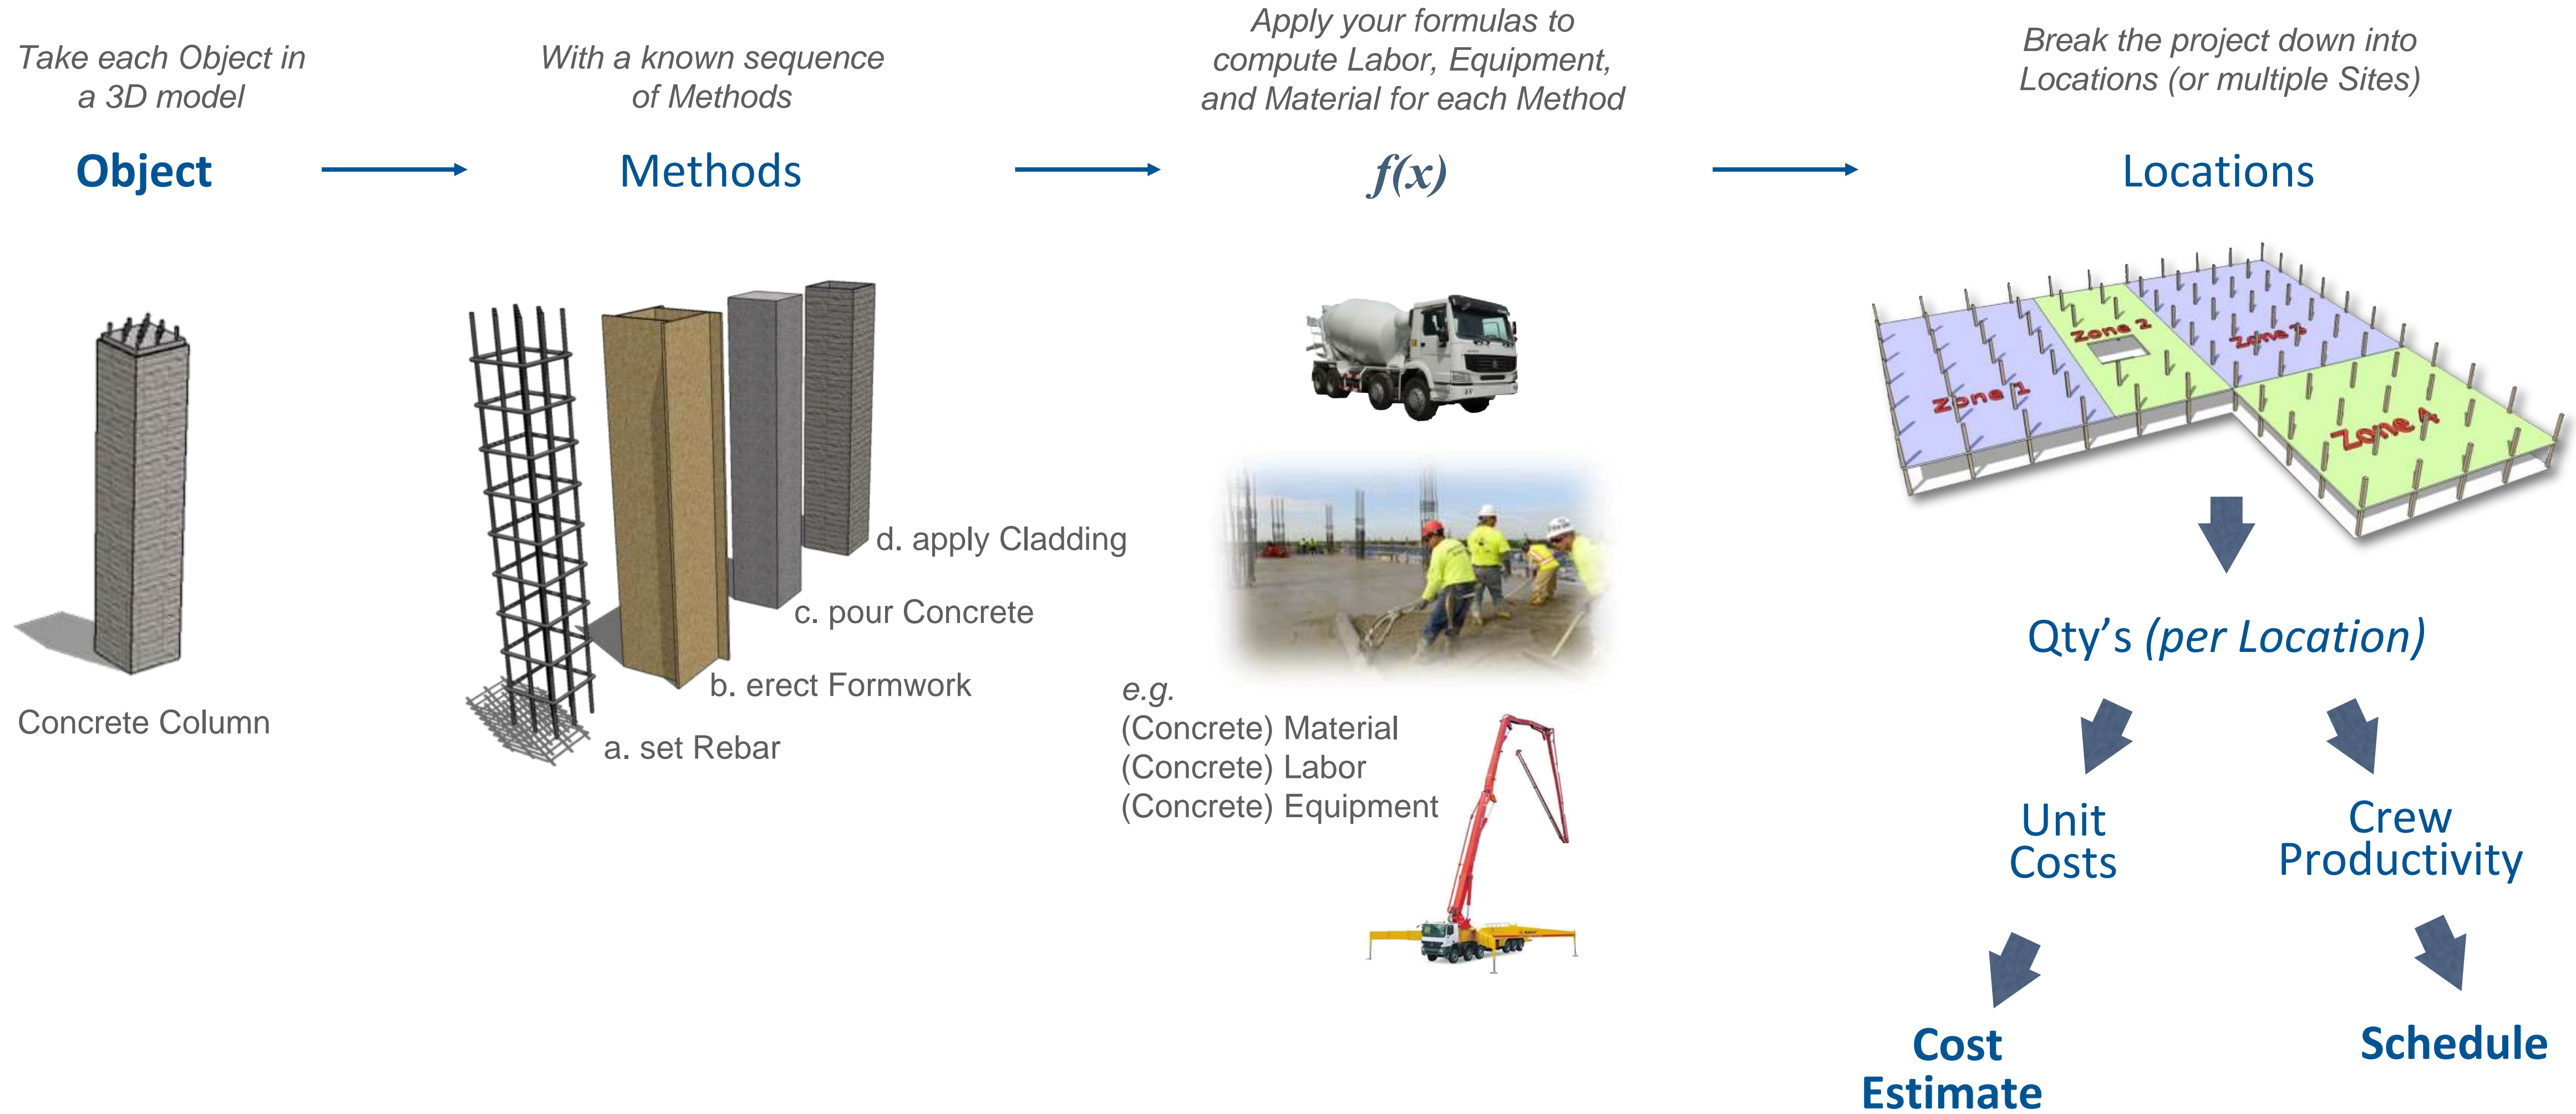 Take each Object in
a 3D model
Object
Concrete Column
With a known sequence
of Methods
Methods
d. apply Cladding
c. pour Concrete
b. erect Formwork
a. set Rebar
Apply your formulas to
compute Labor, Equipment,
and Material for each Method
f(x)
e.g.
(Concrete) Material
(Concrete) Labor
(Concrete) Equipment
Break the project down into
Locations (or multiple Sites)
Locations
Zone 1
Zone 2
Zone 3
Zone 4
Qty's (per Location)
Unit
Costs
Crew
Productivity
Cost
Estimate
Schedule